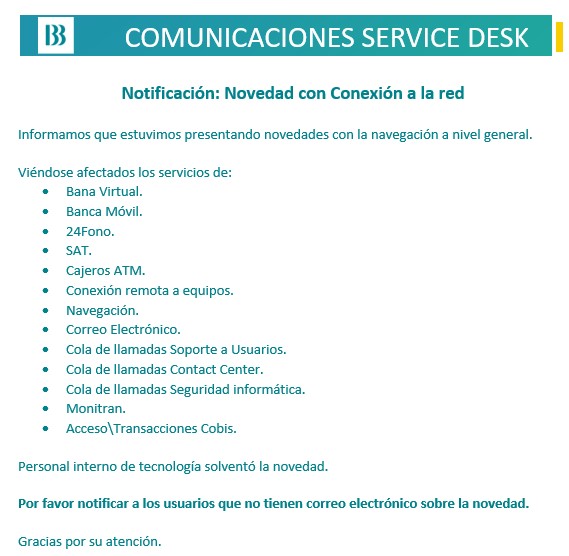 BB COMUNICACIONES SERVICE DESK
Notificación: Novedad con Conexión a la red
Informamos que estuvimos presentando novedades con la navegación a nivel general.
Viéndose afectados los servicios de:
• Bana Virtual.
• Banca Móvil.
• 24Fono.
• SAT.
• Cajeros ATM.
• Conexión remota a equipos.
• Navegación.
• Correo Electrónico.
• Cola de llamadas Soporte a Usuarios.
• Cola de llamadas Contact Center.
• Cola de llamadas Seguridad informática.
• Monitran.
• Acceso\Transacciones Cobis.
Personal interno de tecnología solventó la novedad.
Por favor notificar a los usuarios que no tienen correo electrónico sobre la novedad.
Gracias por su atención.